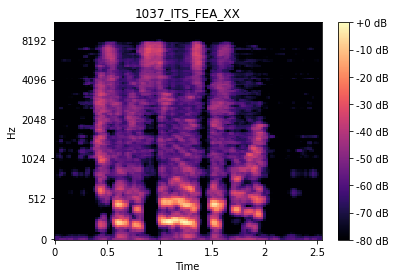 1037_ITS_FEA_XX
+0 dB
8192
-10 dB
4096
-20 dB
-30 dB
2048
-40 dB
Hz
1024
-50 dB
512
-60 dB
-70 dB
0
-80 dB
0 0.5 1 1.5 2 2.5
Time